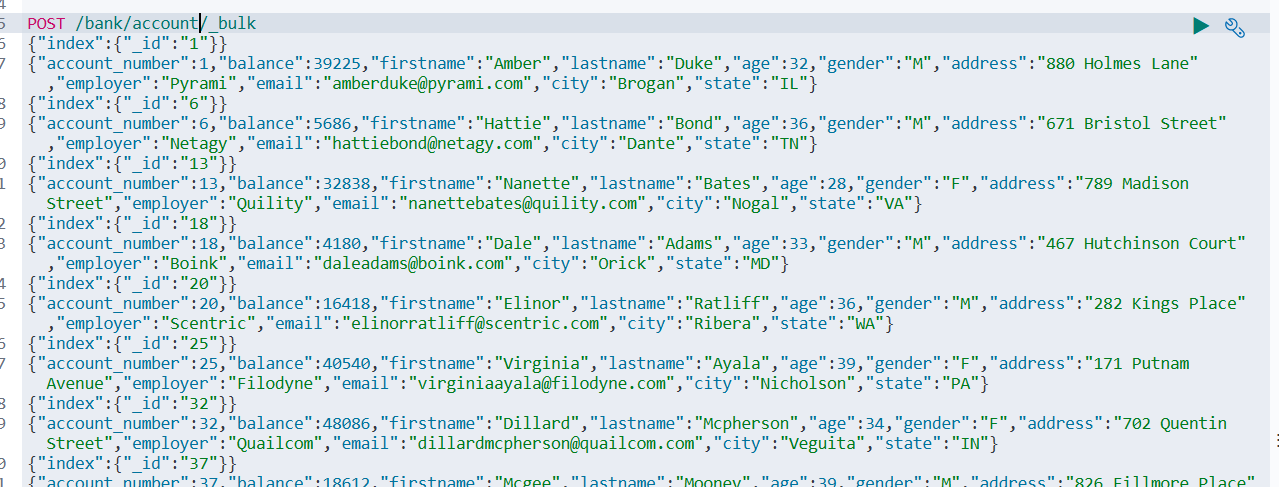 4
5 POST /bank/account/_bulk
6 {"index":{"_id":"1"}}
7 {"account_number":1,"balance":39225,"firstname":"Amber","lastname":"Duke","age":32,"gender":"M","address":"880 Holmes Lane"
,"employer":"Pyrami","email":"amberduke@pyrami.com","city":"Brogan","state":"IL"}
8 {"index":{"_id":"6"}}
9 {"account_number":6,"balance":5686,"firstname":"Hattie","lastname":"Bond","age":36,"gender":"M","address":"671 Bristol Street"
,"employer":"Netagy","email":"hattiebond@netagy.com","city":"Dante","state":"TN"}
0 {"index":{"_id":"13"}}
1 {"account_number":13,"balance":32838,"firstname":"Nanette","lastname":"Bates","age":28,"gender":"F","address":"789 Madison
Street","employer":"Quility","email":"nanettebates@quility.com","city":"Nogal","state":"VA"}
2 {"index":{"_id":"18"}}
3 {"account_number":18,"balance":4180,"firstname":"Dale","lastname":"Adams","age":33,"gender":"M","address":"467 Hutchinson Court"
,"employer":"Boink","email":"daleadams@boink.com","city":"Orick","state":"MD"}
4 {"index":{"_id":"20"}}
5 {"account_number":20,"balance":16418,"firstname":"Elinor","lastname":"Ratliff","age":36,"gender":"M","address":"282 Kings Place"
,"employer":"Scentric","email":"elinorratliff@scentric.com","city":"Ribera","state":"WA"}
6 {"index":{"_id":"25"}}
7 {"account_number":25,"balance":40540,"firstname":"Virginia","lastname":"Ayala","age":39,"gender":"F","address":"171 Putnam
Avenue","employer":"Filodyne","email":"virginiaayala@filodyne.com","city":"Nicholson","state":"PA"}
8 {"index":{"_id":"32"}}
9 {"account_number":32,"balance":48086,"firstname":"Dillard","lastname":"Mcpherson","age":34,"gender":"F","address":"702 Quentin
Street","employer":"Quailcom","email":"dillardmcpherson@quailcom.com","city":"Veguita","state":"IN"}
0 {"index":{"_id":"37"}}
1 {"account_number":37,"balance":18612,"firstname":"Mcgee","lastname":"Mooney","age":39,"gender":"M","address":"826 Fillmore Place"